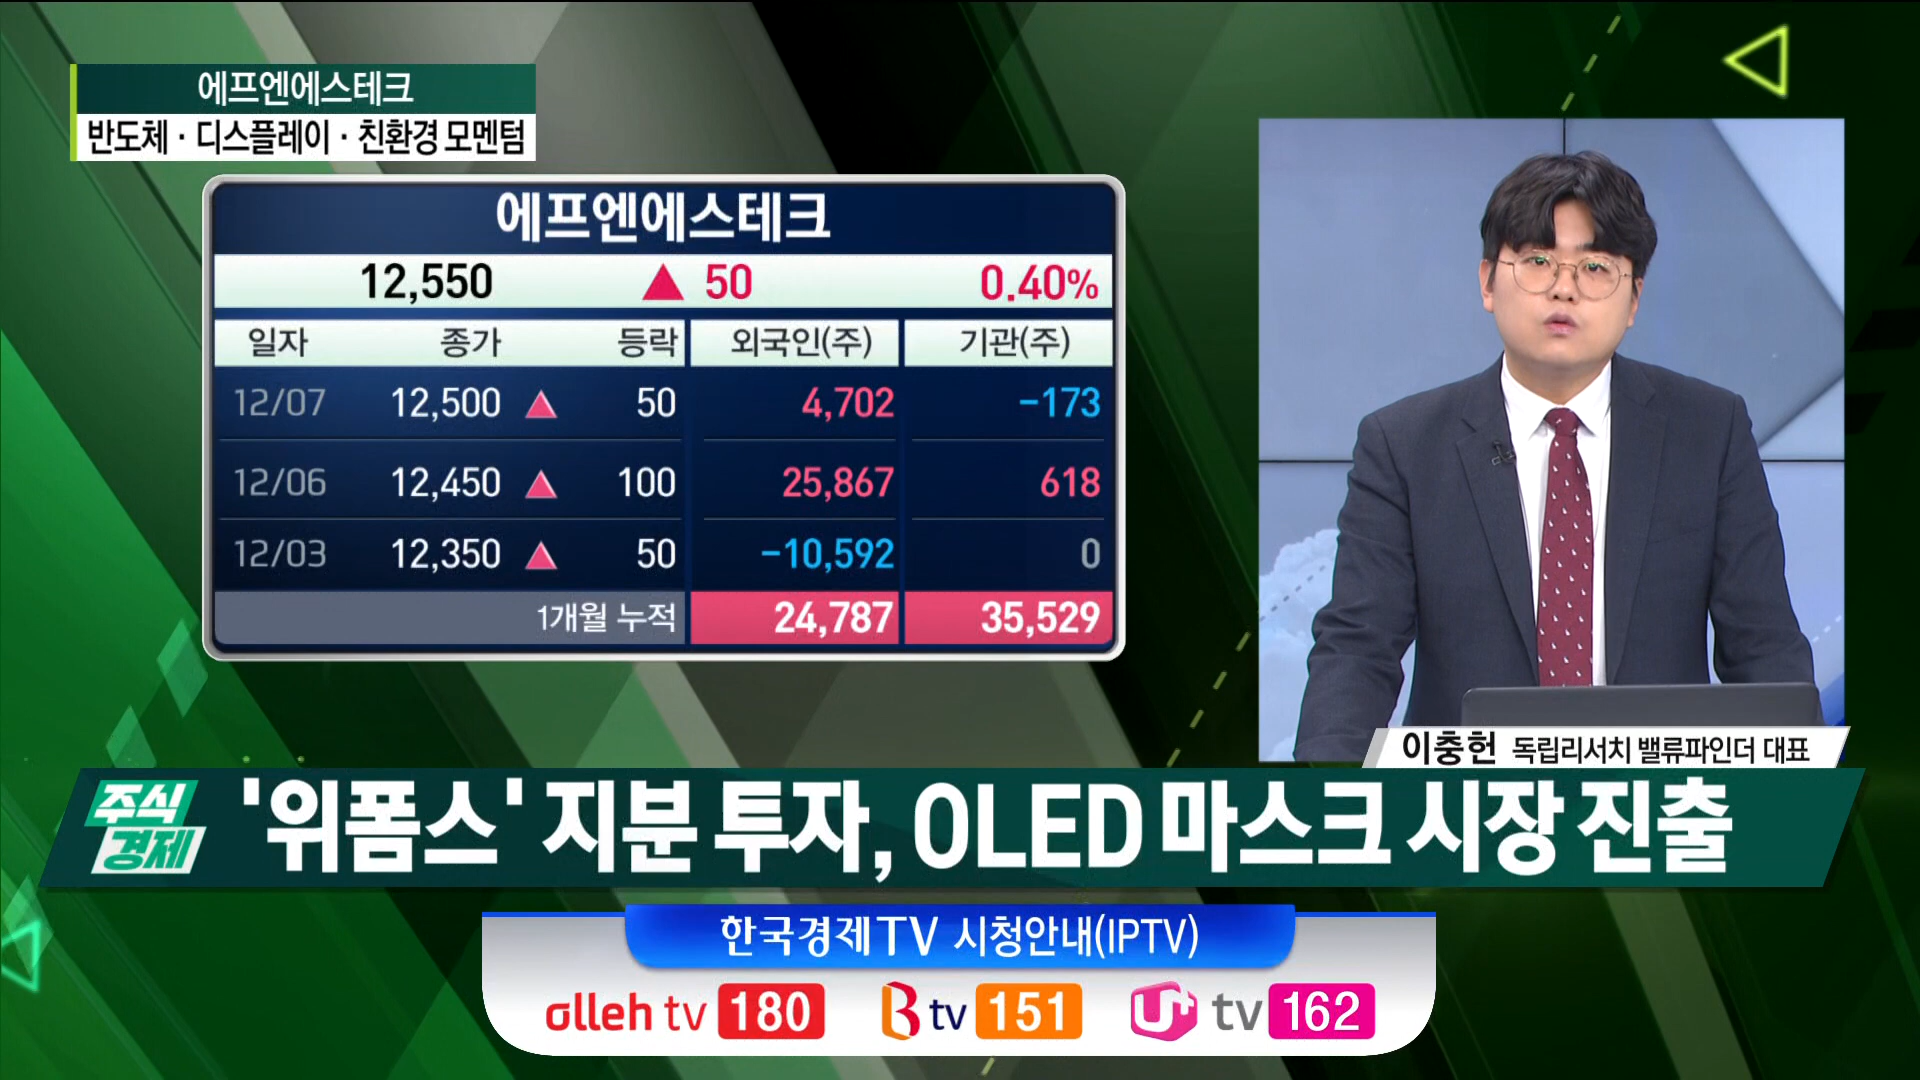 에프엔에스테크
반도체 · 디스플레이 · 친환경 모멘텀
에프엔에스테크
12,550 ▲ 50 0.40%
일자 종가 등락 외국인(주) 기관(주)
12/07 12,500 ▲ 50 4,702 -173
12/06 12,450 ▲ 100 25,867 618
12/03 12,350 ▲ 50 -10,592 0
1개월 누적 24,787 35,529
이충헌 독립리서치 밸류파인더 대표
주식
경제
'위폼스' 지분 투자, OLED 마스크 시장 진출
한국경제TV 시청안내(IPTV)
olleh tv 180 B tv 151 U+ tv 162